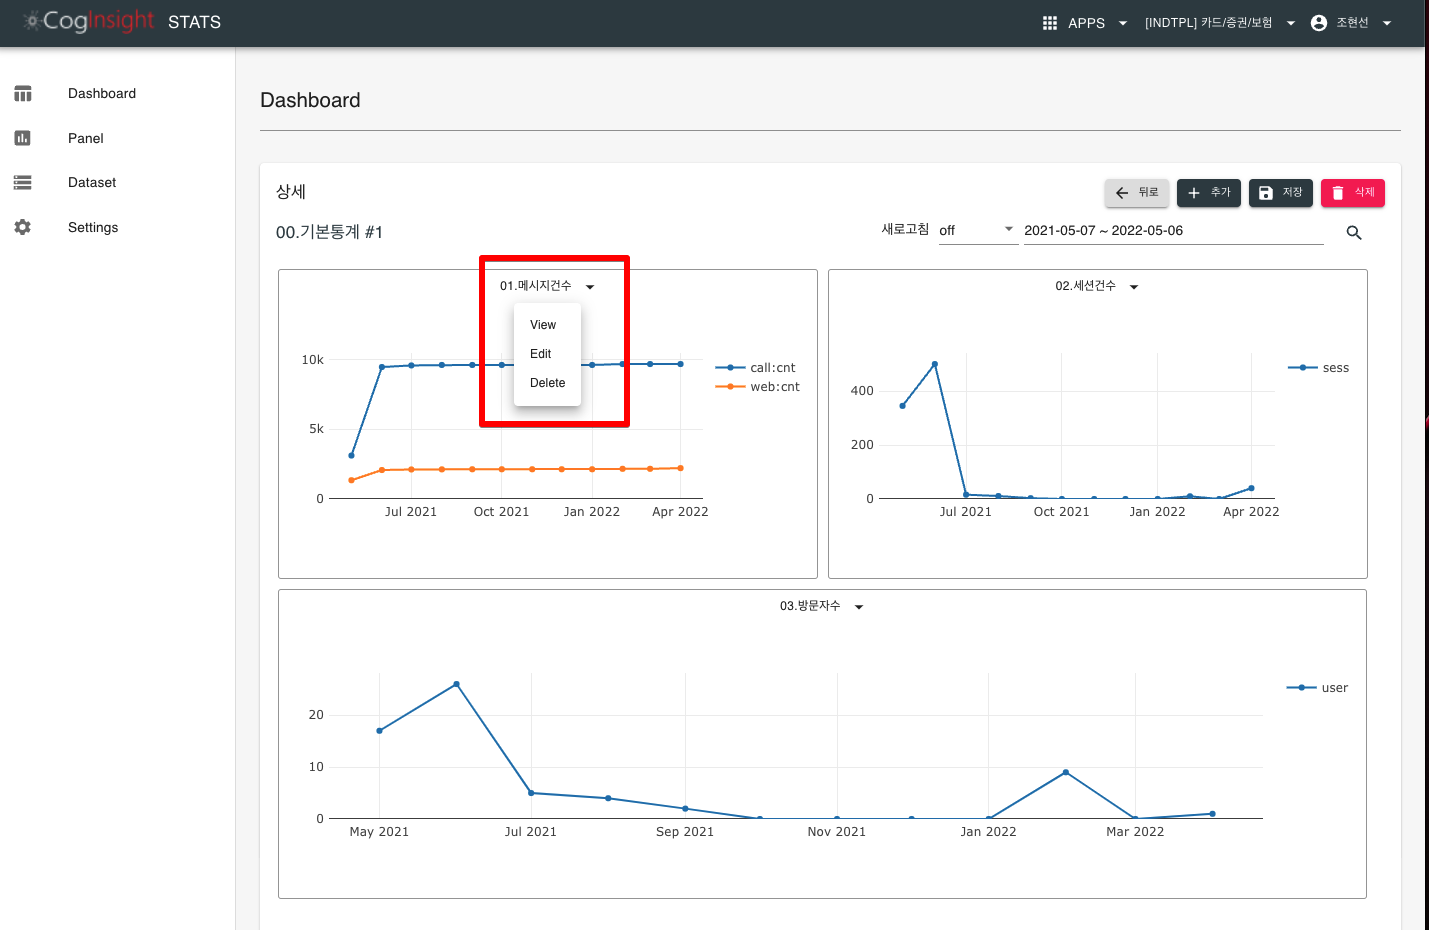 CogInsight STATS
APPS
[INDTPL] 카드/증권/보험
조현선
Dashboard
Panel
Dataset
Settings
Dashboard
상세
뒤로
추가
저장
삭제
00.기본통계 #1
새로고침 off 2021-05-07 ~ 2022-05-06
01.메시지건수
View
Edit
Delete
10k
5k
0
Jul 2021 Oct 2021 Jan 2022 Apr 2022
call:cnt
web:cnt
02.세션건수
400
200
0
Jul 2021 Oct 2021 Jan 2022 Apr 2022
sess
03.방문자수
20
10
0
May 2021 Jul 2021 Sep 2021 Nov 2021 Jan 2022 Mar 2022
user